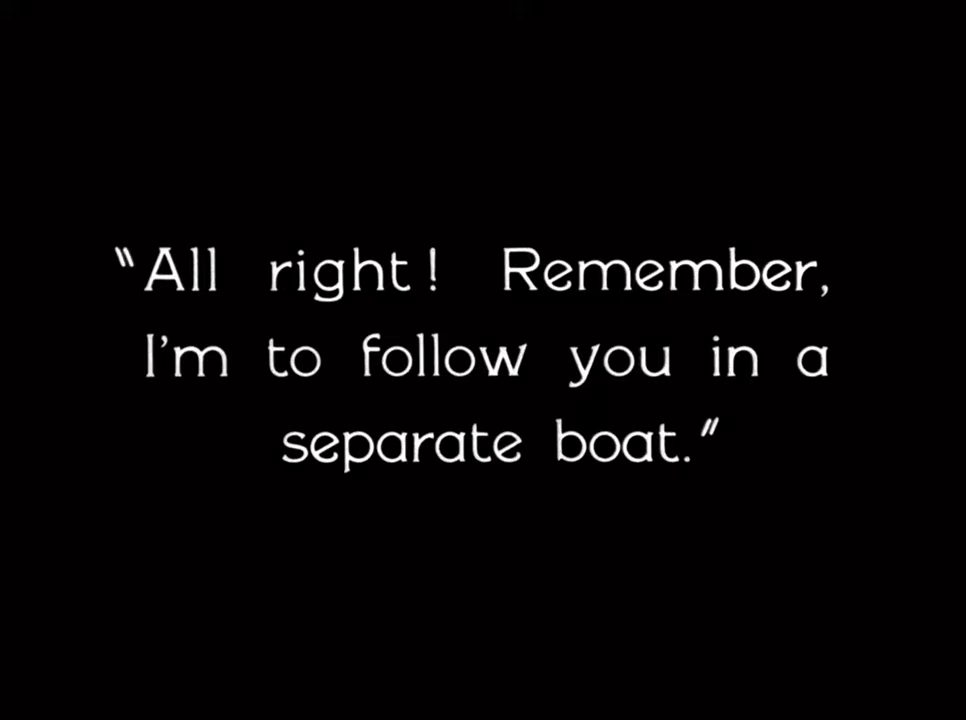 "All right! Remember,
I'm to follow you in a
separate boat."